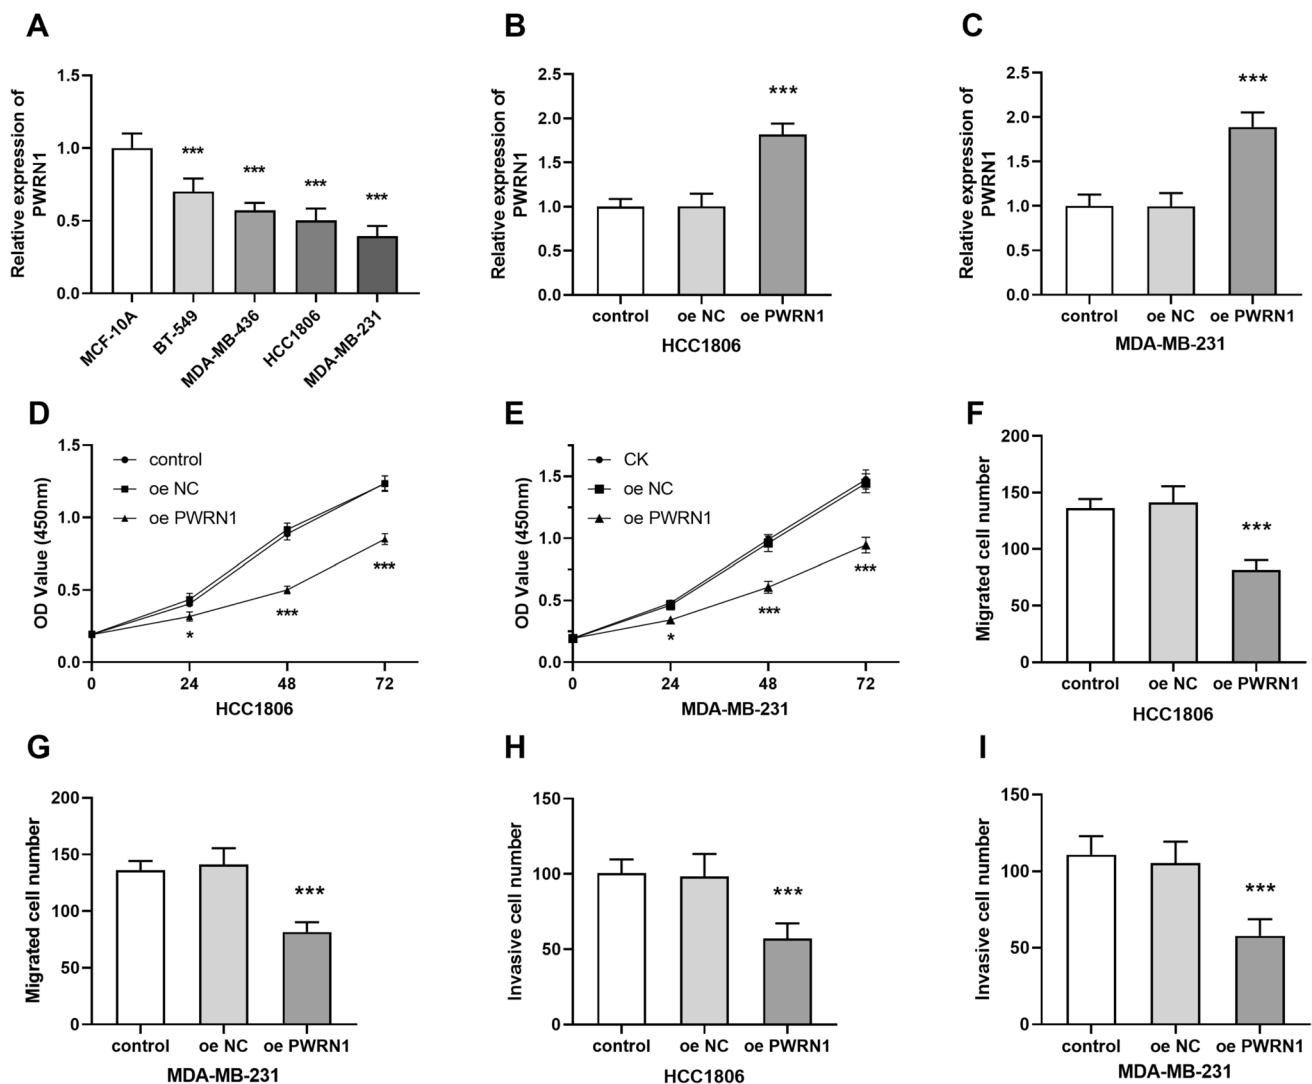 A
Relative expression of
PWRN1
1.5
1.0
0.5
0.0
***
***
***
***
MCF-10A
BT-549
MDA-MB-436
HCC1806
MDA-MB-231
B
Relative expression of
PWRN1
2.5
2.0
1.5
1.0
0.5
0.0
***
control oe NC oe PWRN1
HCC1806
C
Relative expression of
PWRN1
2.5
2.0
1.5
1.0
0.5
0.0
***
control oe NC oe PWRN1
MDA-MB-231
D
OD Value (450nm)
1.5
1.0
0.5
0.0
control
oe NC
oe PWRN1
*
***
***
0 24 48 72
HCC1806
E
OD Value (450nm)
1.5
1.0
0.5
0.0
CK
oe NC
oe PWRN1
*
***
***
0 24 48 72
MDA-MB-231
F
Migrated cell number
200
150
100
50
0
***
control oe NC oe PWRN1
HCC1806
G
Migrated cell number
200
150
100
50
0
***
control oe NC oe PWRN1
MDA-MB-231
H
Invasive cell number
150
100
50
0
***
control oe NC oe PWRN1
HCC1806
I
Invasive cell number
150
100
50
0
***
control oe NC oe PWRN1
MDA-MB-231